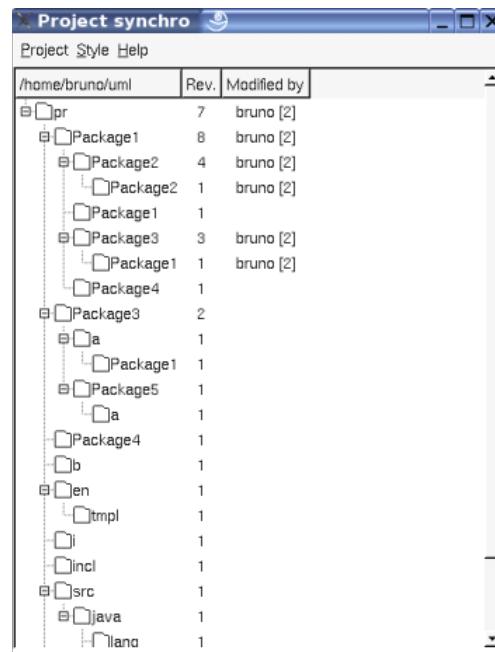 Project synchro
Project Style Help
/home/bruno/uml Rev. Modified by
pr 7 bruno [2]
Package1 8 bruno [2]
Package2 4 bruno [2]
Package2 1 bruno [2]
Package1 1
Package3 3 bruno [2]
Package1 1 bruno [2]
Package4 1
Package3 2
a 1
Package1 1
Package5 1
a 1
Package4 1
b 1
en 1
tmpl 1
i 1
incl 1
src 1
java 1
lang 1